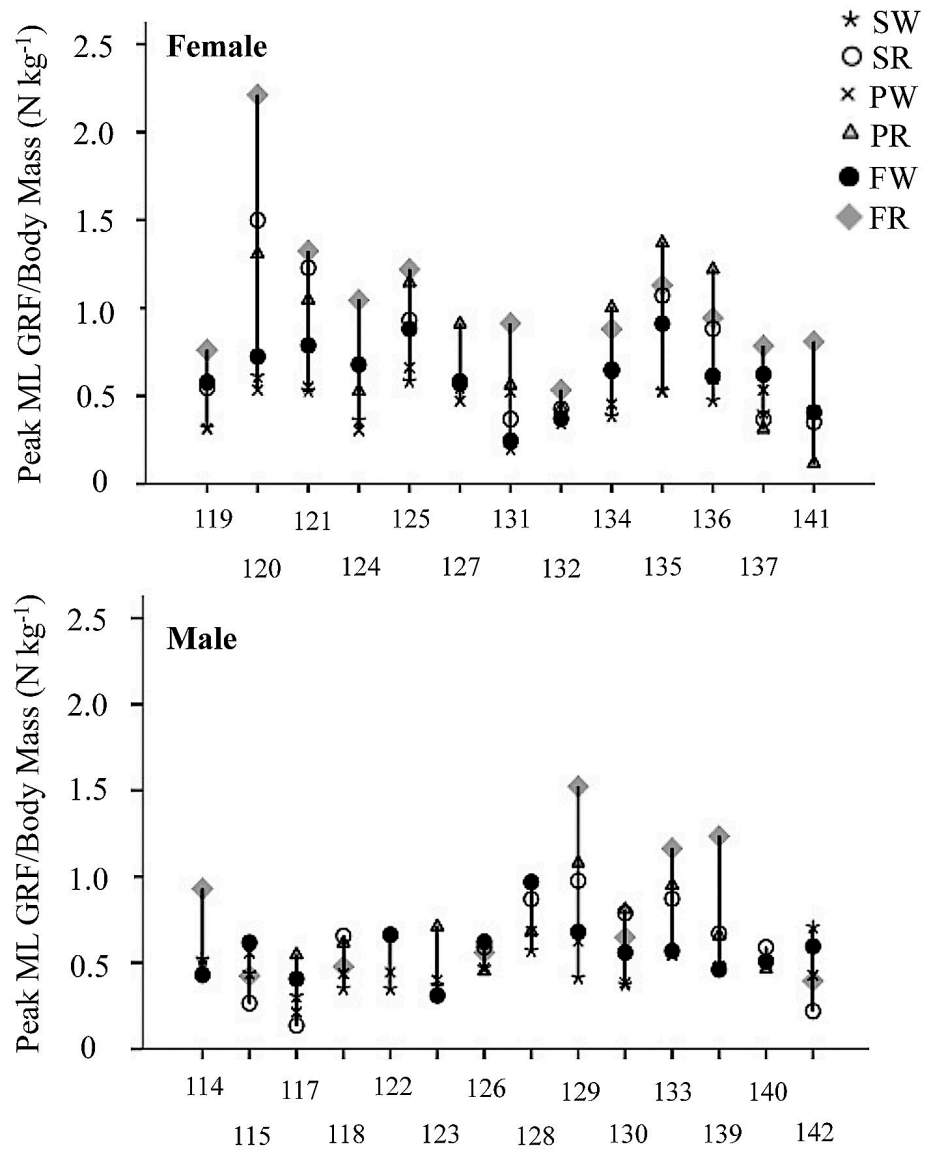 Female
Peak ML GRF/Body Mass (N kg-1)
2.5
2.0
1.5
1.0
0.5
0
119 121 125 131 134 136 141
120 124 127 132 135 137
SW
SR
PW
PR
FW
FR
Male
Peak ML GRF/Body Mass (N kg-1)
2.5
2.0
1.5
1.0
0.5
0
114 117 122 126 129 133 140
115 118 123 128 130 139 142